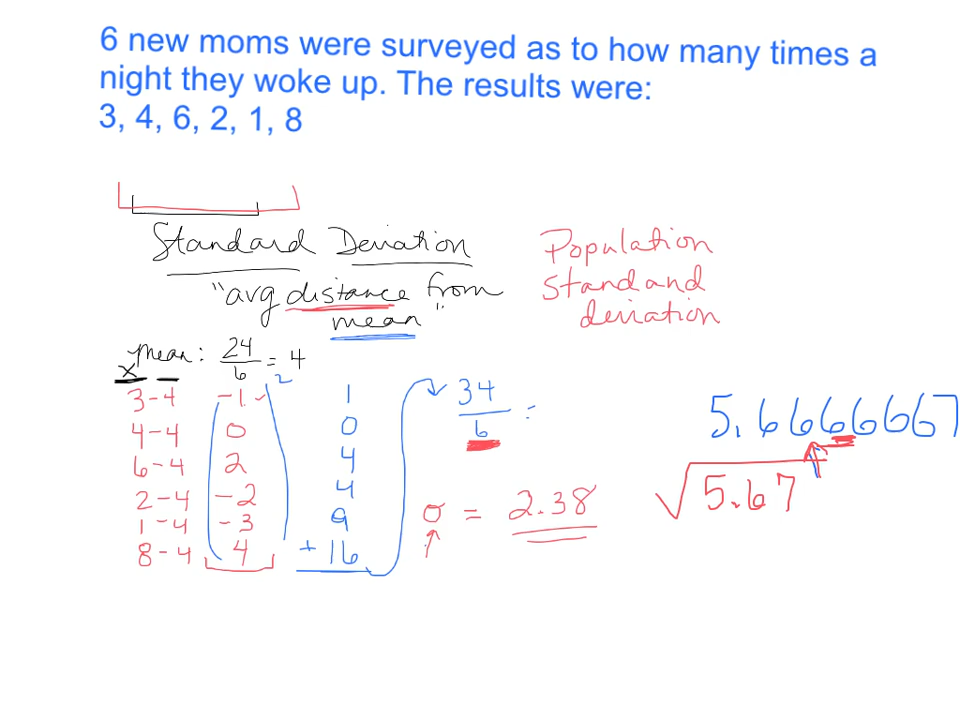 6 new moms were surveyed as to how many times a
night they woke up. The results were:
3, 4, 6, 2, 1, 8
Standard Deviation
"avg distance from
mean"
Population
standard
deviation
mean: 24/6 = 4
x
3-4 -1 ✓ 1
4-4 0 0
6-4 2 4
2-4 -2 4
1-4 -3 9
8-4 4 + 16
2
34/6 =
5.6666667
√5.67
σ = 2.38